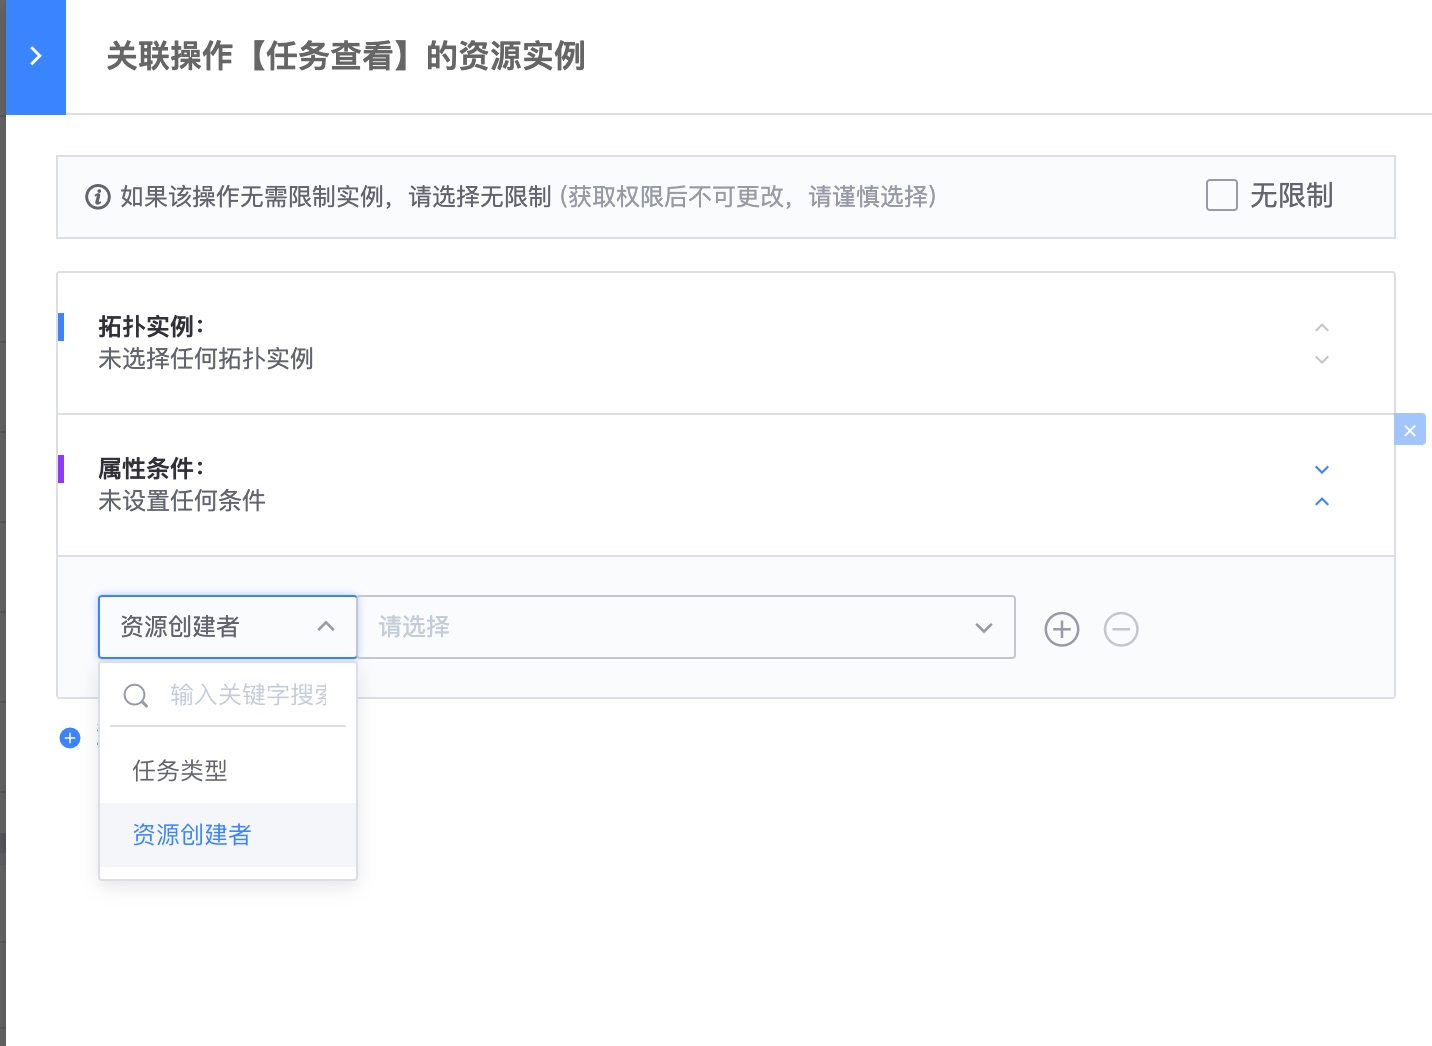 关联操作【任务查看】的资源实例
如果该操作无需限制实例，请选择无限制 (获取权限后不可更改，请谨慎选择)
无限制
拓扑实例：
未选择任何拓扑实例
属性条件：
未设置任何条件
资源创建者
请选择
输入关键字搜索
任务类型
资源创建者